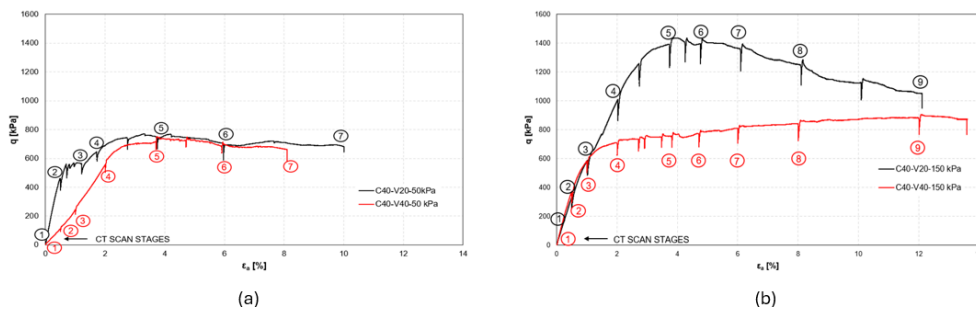 1600
1400
1200
1000
800
600
400
200
0
q [kPa]
0 2 4 6 8 10 12 14
εa [%]
1 2 3 4 5 6 7
1 2 3 4 5 6 7
C40-V20-50kPa
C40-V40-50 kPa
CT SCAN STAGES
(a)
1600
1400
1200
1000
800
600
400
200
0
q [kPa]
0 2 4 6 8 10 12
εa [%]
1 2 3 4 5 6 7 8 9
1 2 3 4 5 6 7 8 9
C40-V20-150 kPa
C40-V40-150 kPa
CT SCAN STAGES
(b)